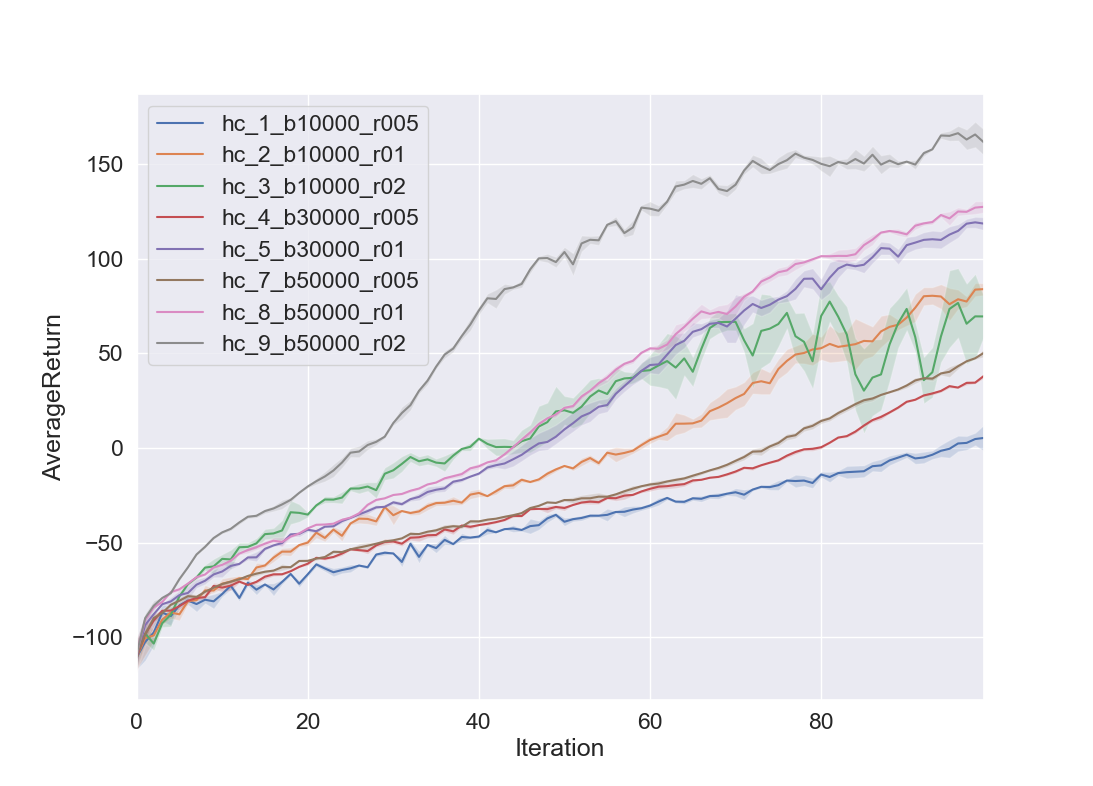 hc_1_b10000_r005
hc_2_b10000_r01
hc_3_b10000_r02
hc_4_b30000_r005
hc_5_b30000_r01
hc_7_b50000_r005
hc_8_b50000_r01
hc_9_b50000_r02
AverageReturn
150
100
50
0
−50
−100
0 20 40 60 80
Iteration